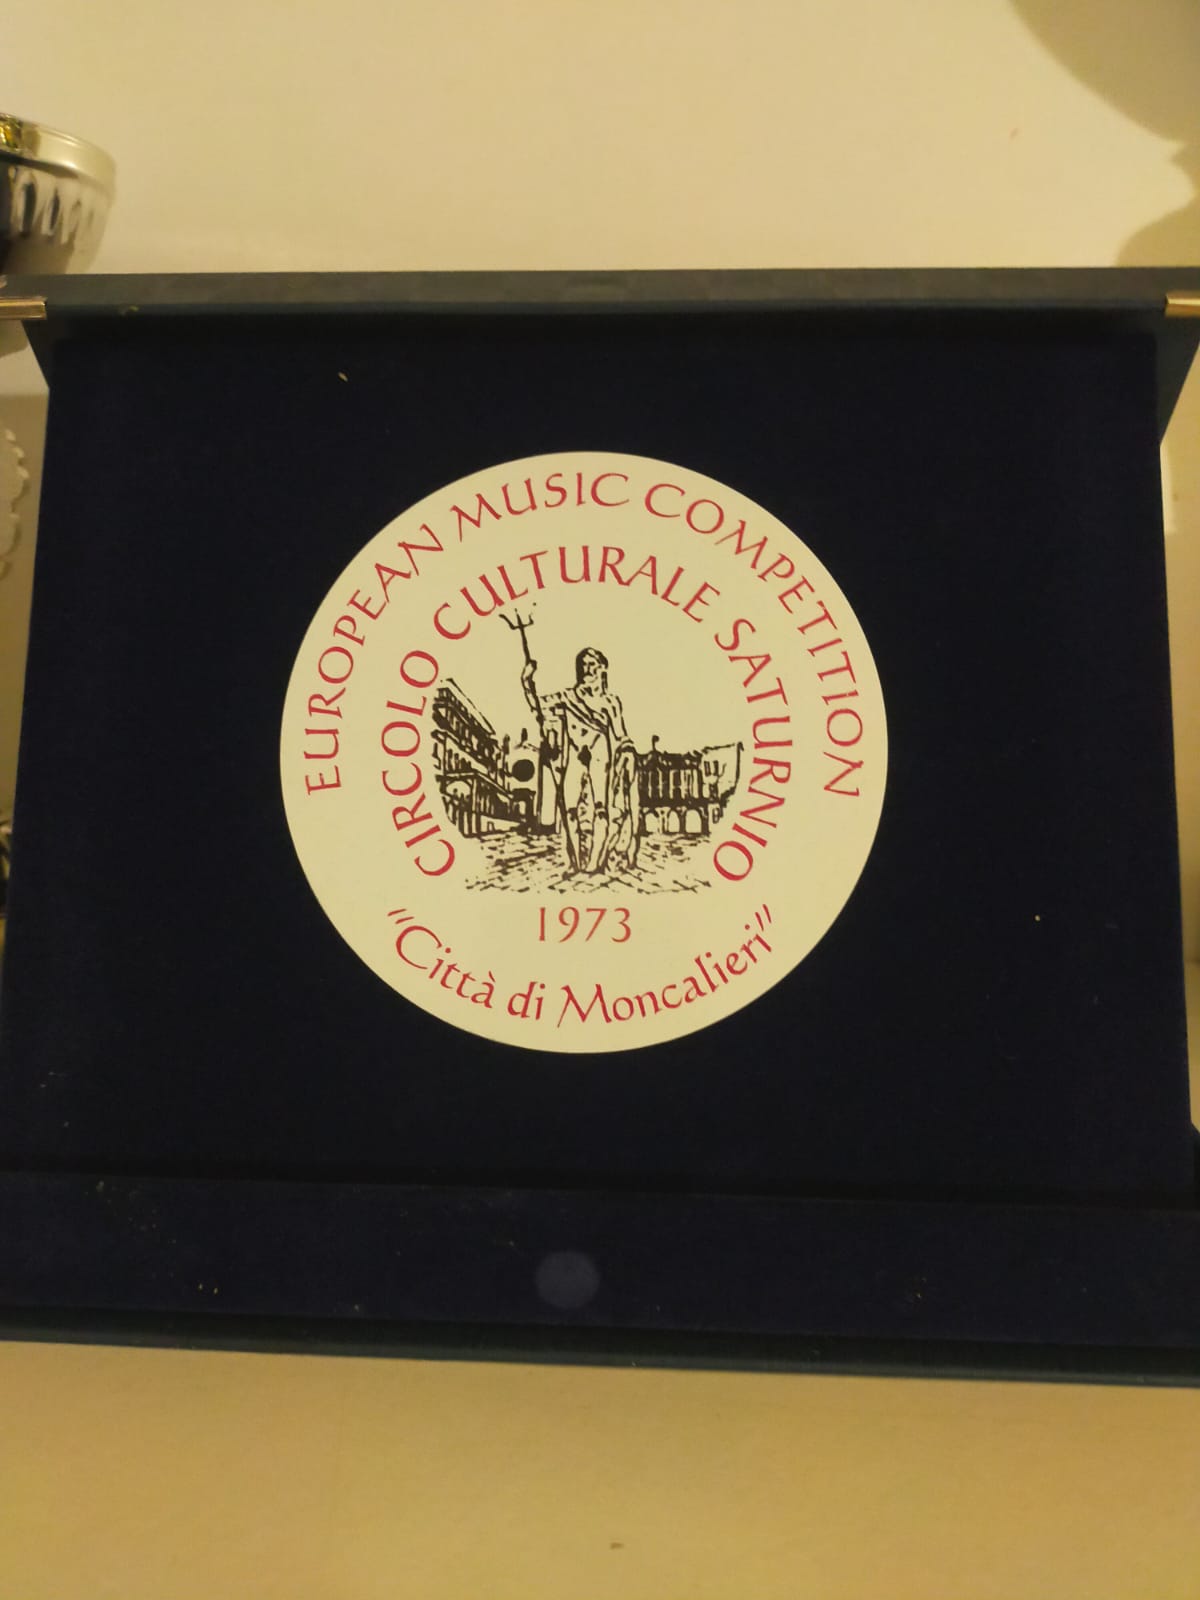 EUROPEAN MUSIC COMPETITION
CIRCOLO CULTURALE SATURNIO
1973
"Città di Moncalieri"